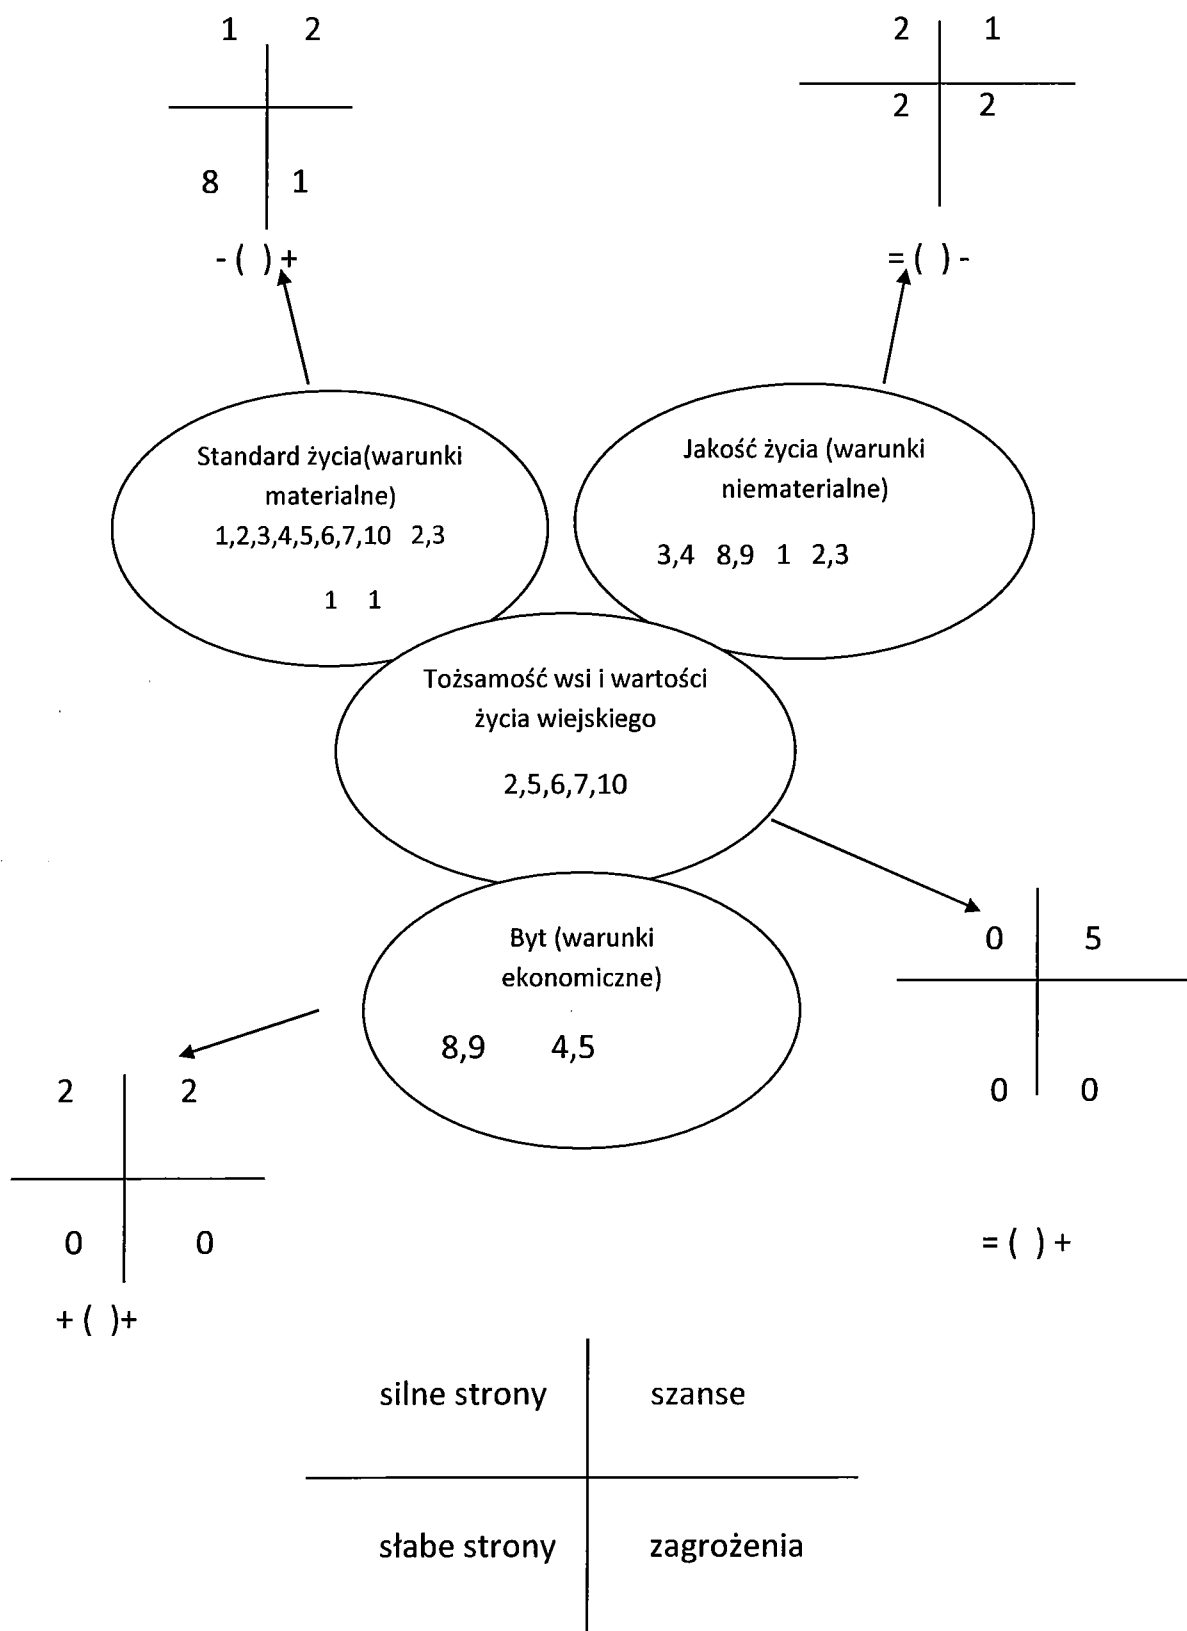 1 2
8 1
- ( ) +
2 1
2 2
= ( ) -
Standard życia(warunki
materialne)
1,2,3,4,5,6,7,10 2,3
1 1
Jakość życia (warunki
niematerialne)
3,4 8,9 1 2,3
Tożsamość wsi i wartości
życia wiejskiego
2,5,6,7,10
0 5
0 0
= ( ) +
Byt (warunki
ekonomiczne)
8,9 4,5
2 2
0 0
+ ( )+
silne strony szanse
słabe strony zagrożenia